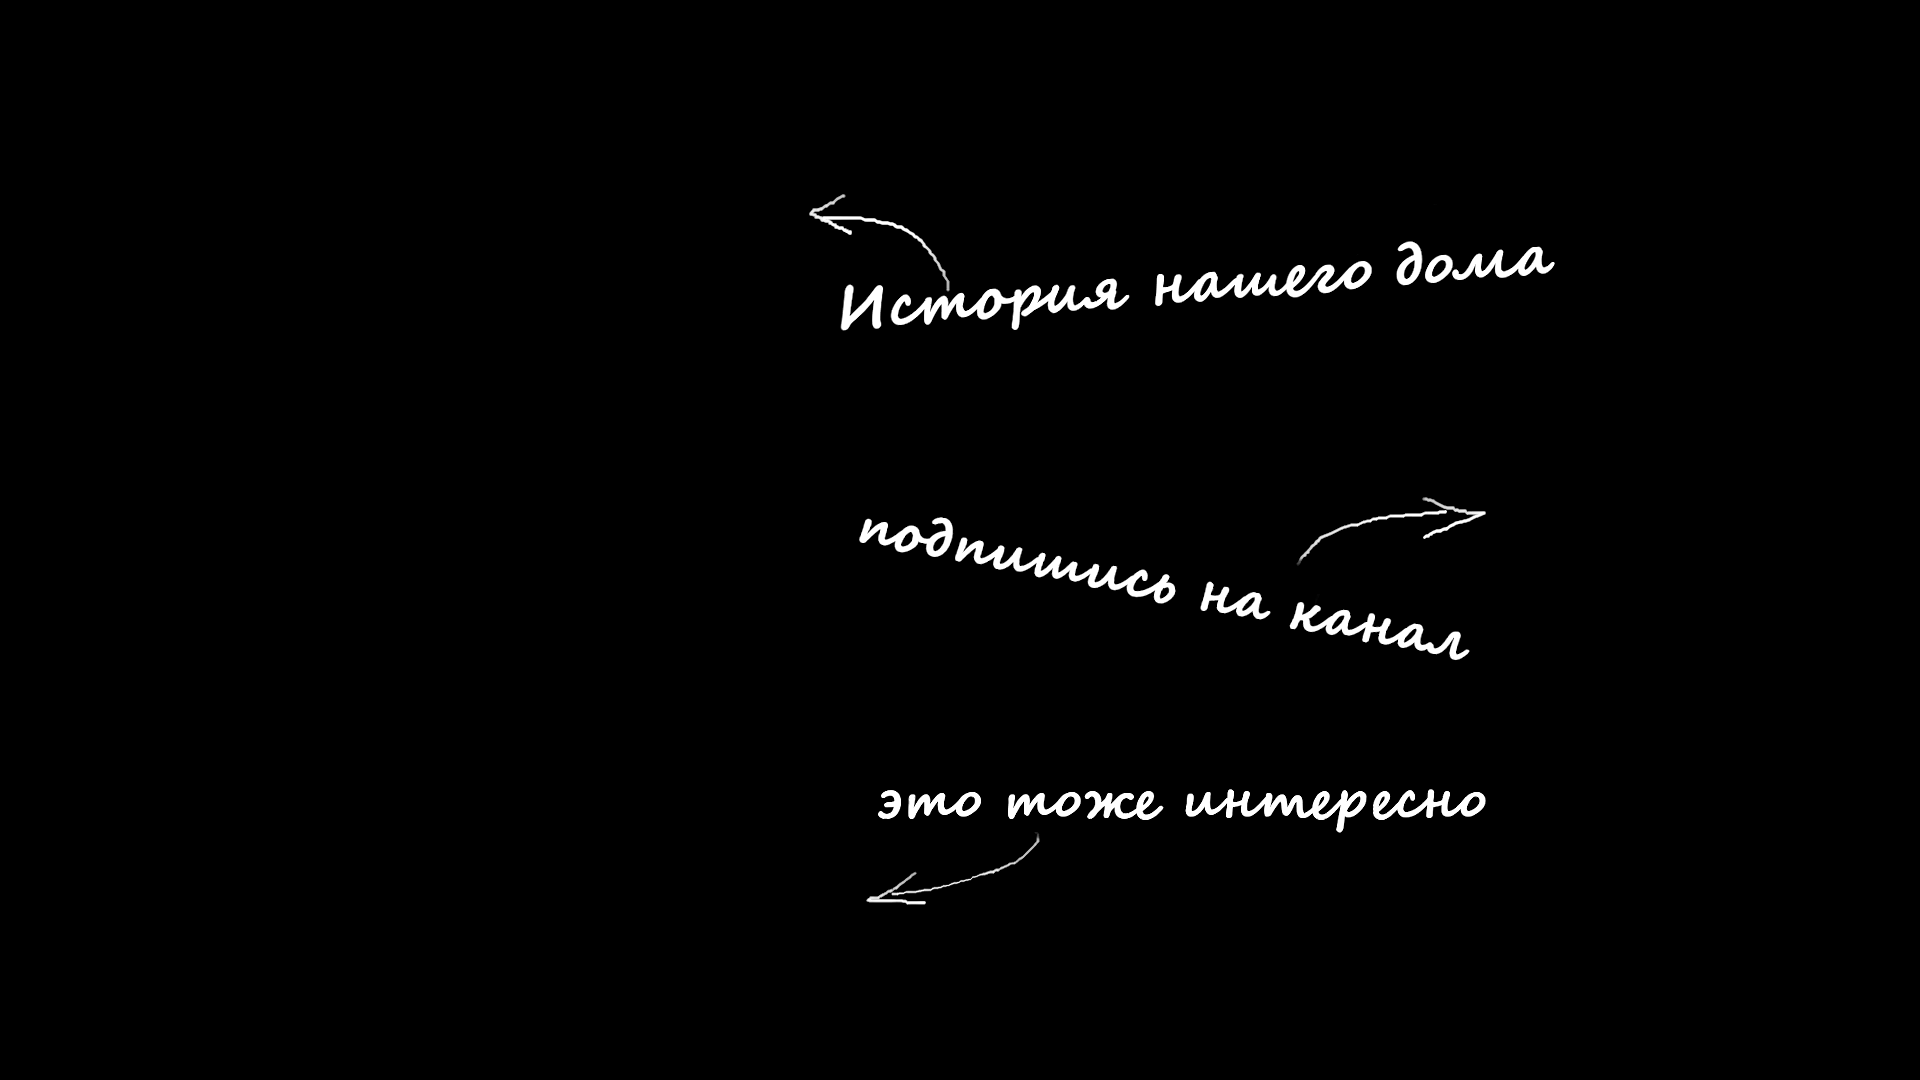 История нашего дома
подпишись на канал
это тоже интересно